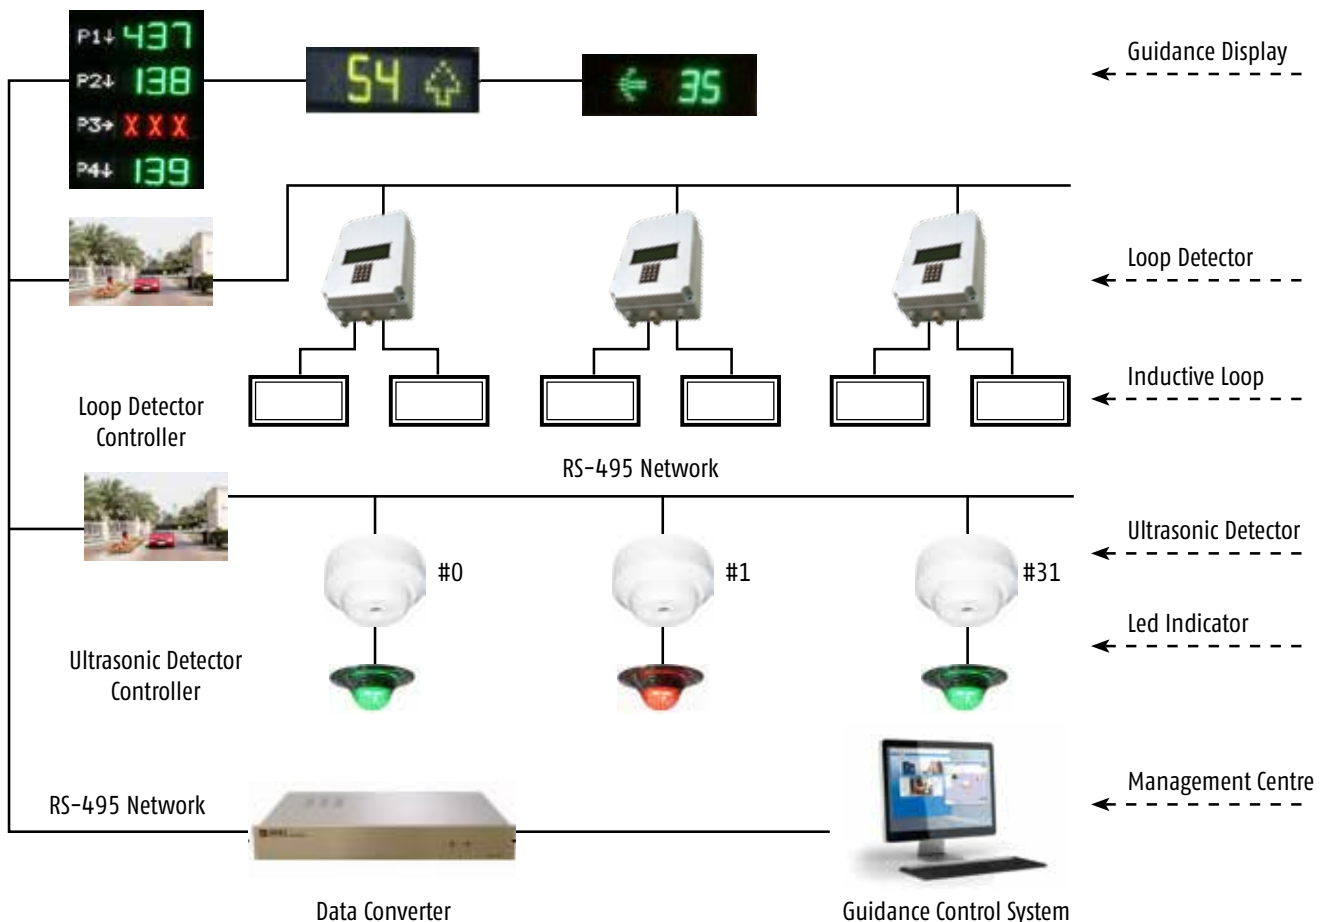 P1↓ 437
P2↓ 138
P3→ X X X
P4↓ 139
54
35
Guidance Display
Loop Detector
Inductive Loop
Loop Detector
Controller
RS-495 Network
Ultrasonic Detector
#0
#1
#31
Led Indicator
Ultrasonic Detector
Controller
Management Centre
RS-495 Network
Data Converter
Guidance Control System